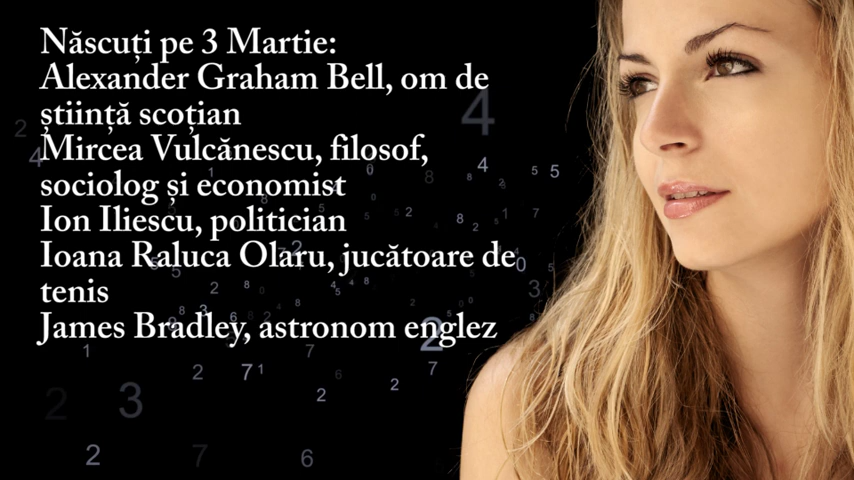 Născuți pe 3 Martie:
Alexander Graham Bell, om de
știință scoțian
Mircea Vulcănescu, filosof,
sociolog și economist
Ion Iliescu, politician
Ioana Raluca Olaru, jucătoare de
tenis
James Bradley, astronom englez